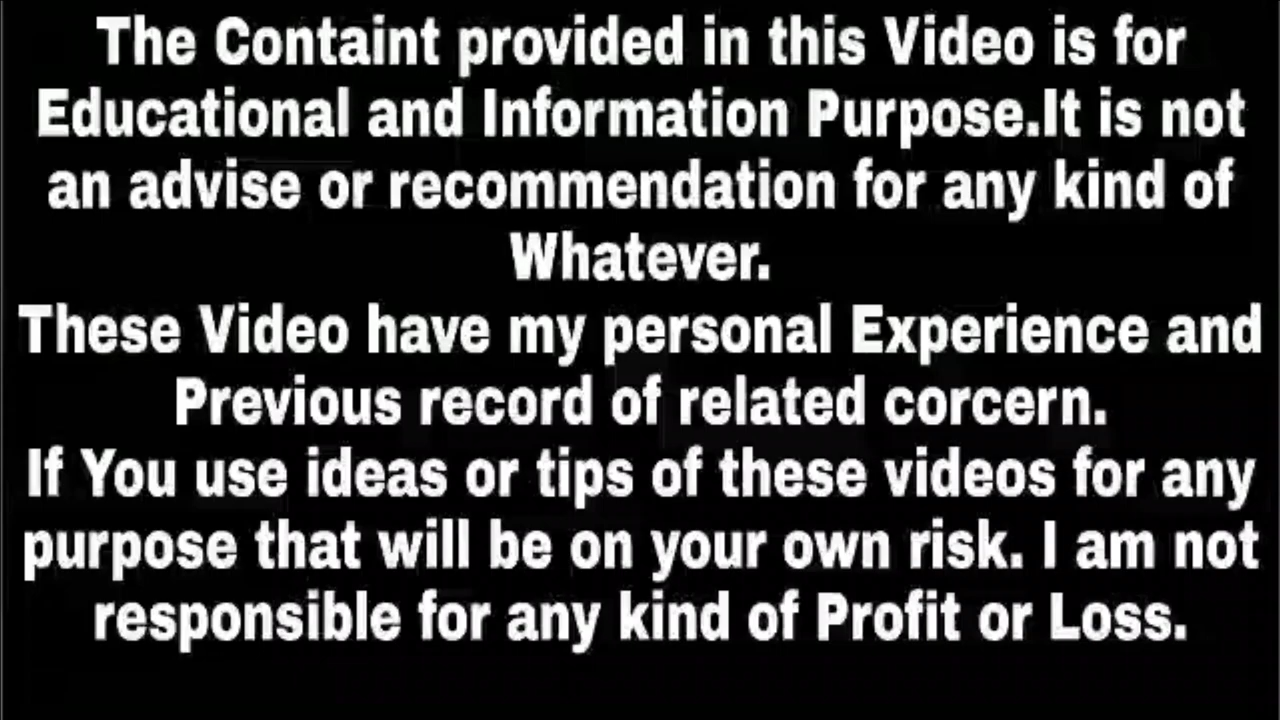 The Containt provided in this Video is for
Educational and Information Purpose.It is not
an advise or recommendation for any kind of
Whatever.
These Video have my personal Experience and
Previous record of related corcern.
If You use ideas or tips of these videos for any
purpose that will be on your own risk. I am not
responsible for any kind of Profit or Loss.